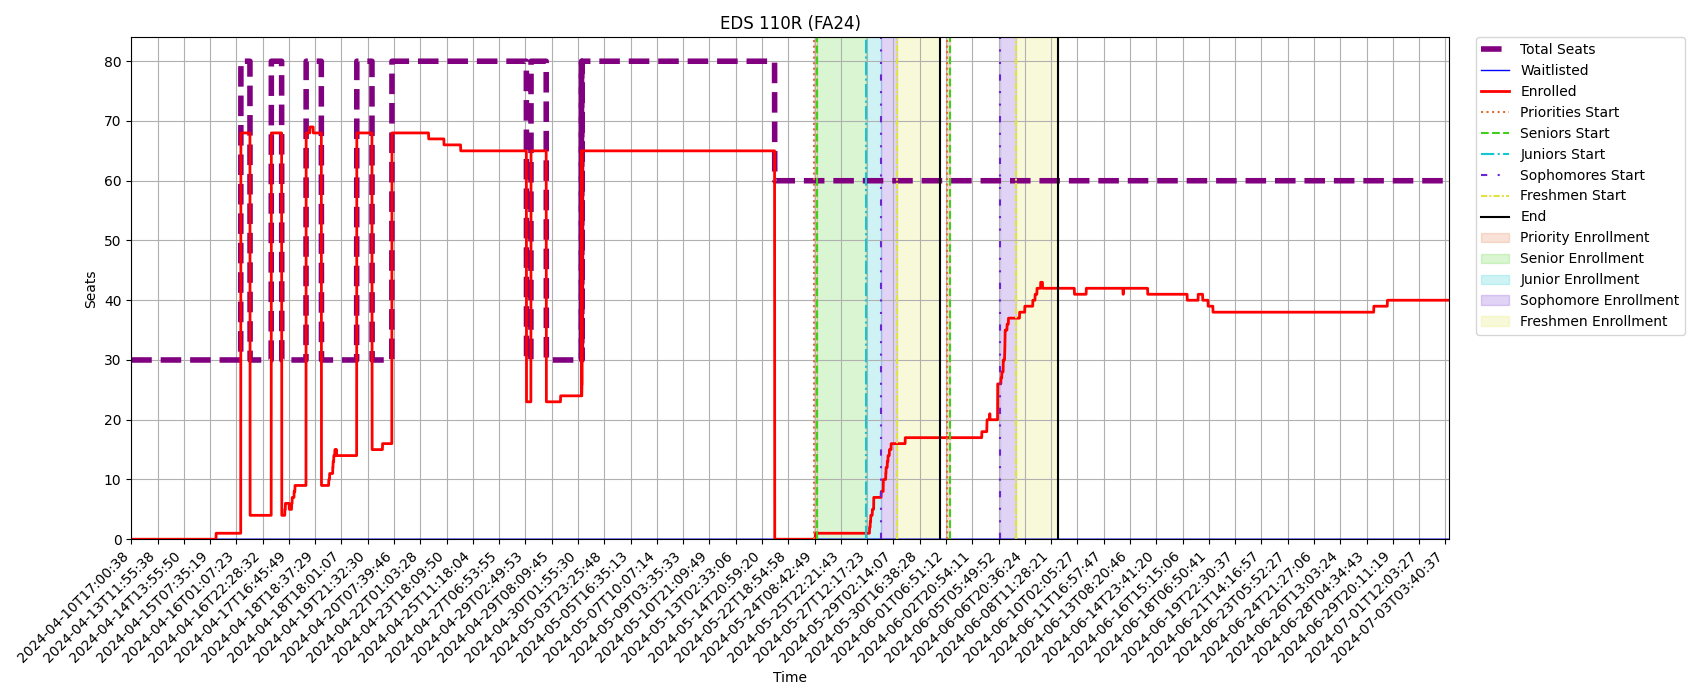 EDS 110R (FA24)
Seats
80
70
60
50
40
30
20
10
0
2024-04-10T17:00:38
2024-04-13T11:55:38
2024-04-14T13:55:50
2024-04-15T07:35:19
2024-04-16T01:07:23
2024-04-16T22:28:32
2024-04-17T16:45:49
2024-04-18T18:37:29
2024-04-18T18:01:07
2024-04-19T21:32:30
2024-04-20T07:39:46
2024-04-22T01:03:28
2024-04-23T18:09:50
2024-04-25T11:18:04
2024-04-27T06:53:55
2024-04-29T02:49:53
2024-04-29T08:09:45
2024-04-30T01:55:30
2024-05-03T23:25:48
2024-05-05T16:35:13
2024-05-07T10:07:14
2024-05-09T03:35:33
2024-05-10T21:09:49
2024-05-13T02:33:06
2024-05-14T20:59:20
2024-05-22T18:54:58
2024-05-24T08:42:49
2024-05-25T22:21:43
2024-05-27T12:17:23
2024-05-29T02:14:07
2024-05-30T16:38:28
2024-06-01T06:51:12
2024-06-02T20:54:11
2024-06-05T05:49:52
2024-06-06T20:36:24
2024-06-08T11:28:21
2024-06-10T02:05:27
2024-06-11T16:57:47
2024-06-13T08:20:46
2024-06-14T23:41:20
2024-06-16T15:15:06
2024-06-18T06:50:41
2024-06-19T22:30:37
2024-06-21T14:16:57
2024-06-23T05:52:27
2024-06-24T21:27:06
2024-06-26T13:03:24
2024-06-28T04:34:43
2024-06-29T20:11:19
2024-07-01T12:03:27
2024-07-03T03:40:37
Time
Total Seats
Waitlisted
Enrolled
Priorities Start
Seniors Start
Juniors Start
Sophomores Start
Freshmen Start
End
Priority Enrollment
Senior Enrollment
Junior Enrollment
Sophomore Enrollment
Freshmen Enrollment